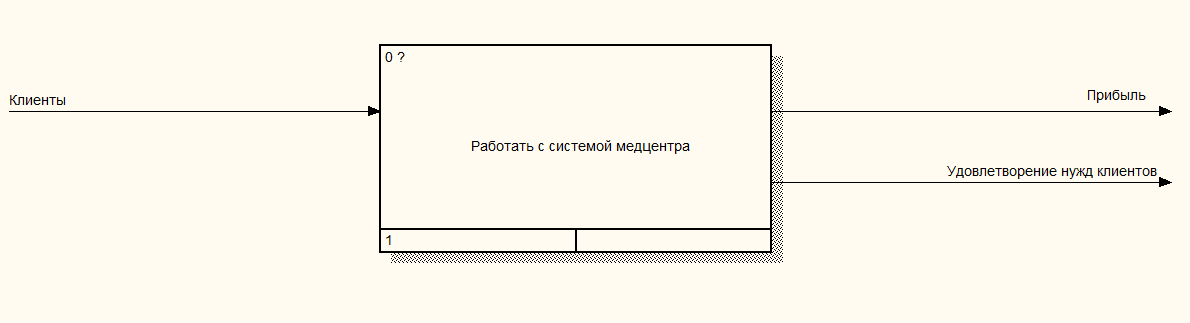 0 ?
Клиенты
Прибыль
Работать с системой медцентра
Удовлетворение нужд клиентов
1